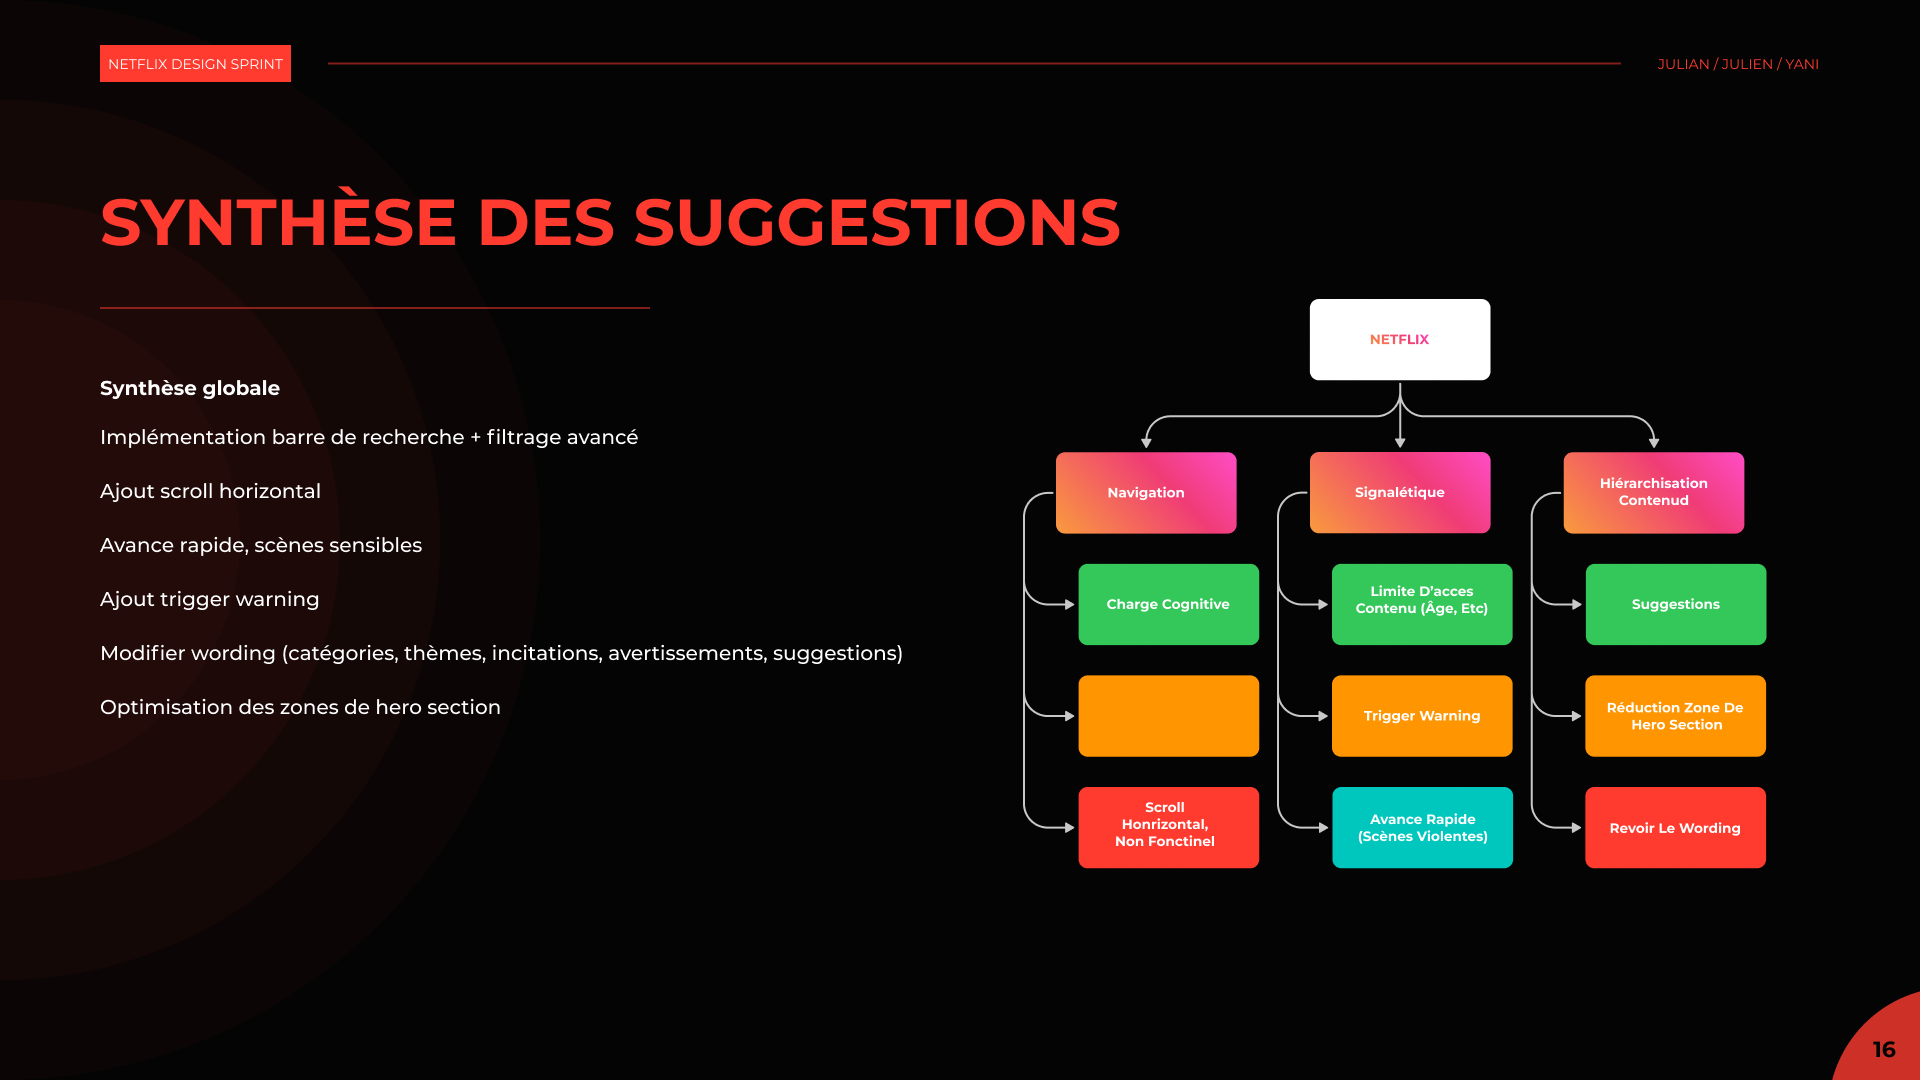 NETFLIX DESIGN SPRINT
JULIAN / JULIEN / YANI
SYNTHÈSE DES SUGGESTIONS
Synthèse globale
Implémentation barre de recherche + filtrage avancé
Ajout scroll horizontal
Avance rapide, scènes sensibles
Ajout trigger warning
Modifier wording (catégories, thèmes, incitations, avertissements, suggestions)
Optimisation des zones de hero section
NETFLIX
Navigation
Charge Cognitive
Scroll
Honrizontal,
Non Fonctinel
Signalétique
Limite D’acces
Contenu (Âge, Etc)
Trigger Warning
Avance Rapide
(Scènes Violentes)
Hiérarchisation
Contenud
Suggestions
Réduction Zone De
Hero Section
Revoir Le Wording
16